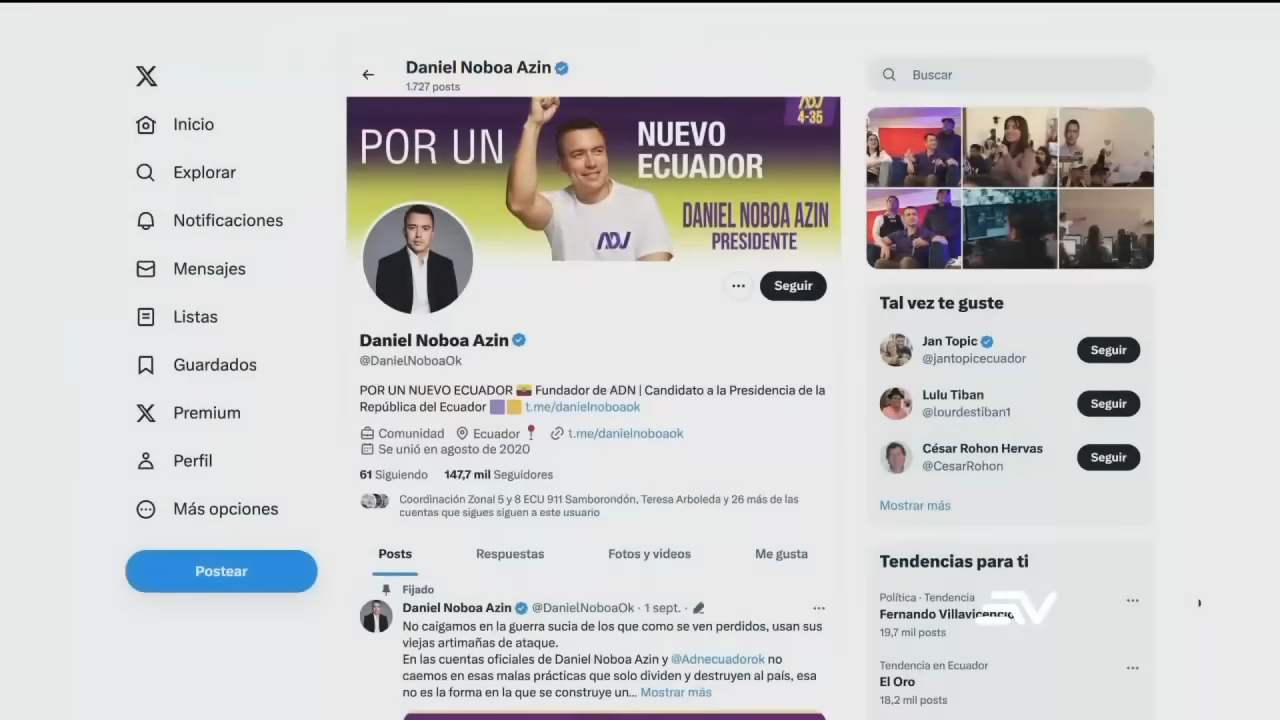 X
Inicio
Explorar
Notificaciones
Mensajes
Listas
Guardados
X
Premium
Perfil
Más opciones
Postear
Daniel Noboa Azin
1.727 posts
POR UN
NUEVO
ECUADOR
DANIEL NOBOA AZIN
PRESIDENTE
ADN
4-35
ADN
Seguir
Daniel Noboa Azin
@DanielNoboaOk
POR UN NUEVO ECUADOR 🇪🇨 Fundador de ADN | Candidato a la Presidencia de la
República del Ecuador 🟪🟨 t.me/danielnoboaok
Comunidad Ecuador 📍 t.me/danielnoboaok
Se unió en agosto de 2020
61 Siguiendo 147,7 mil Seguidores
Coordinación Zonal 5 y 8 ECU 911 Samborondón, Teresa Arboleda y 26 más de las
cuentas que sigues siguen a este usuario
Posts Respuestas Fotos y videos Me gusta
Fijado
Daniel Noboa Azin @DanielNoboaOk · 1 sept. ·
No caigamos en la guerra sucia de los que como se ven perdidos, usan sus
viejas artimañas de ataque.
En las cuentas oficiales de Daniel Noboa Azin y @Adnecuadorok no
caemos en esas malas prácticas que solo dividen y destruyen al país, esa
no es la forma en la que se construye un... Mostrar más
Buscar
Tal vez te guste
Jan Topic
@jantopicecuador
Seguir
Lulu Tiban
@lourdestiban1
Seguir
César Rohon Hervas
@CesarRohon
Seguir
Mostrar más
Tendencias para ti
Política · Tendencia
Fernando Villavicencio
19,7 mil posts
Tendencia en Ecuador
El Oro
18,2 mil posts